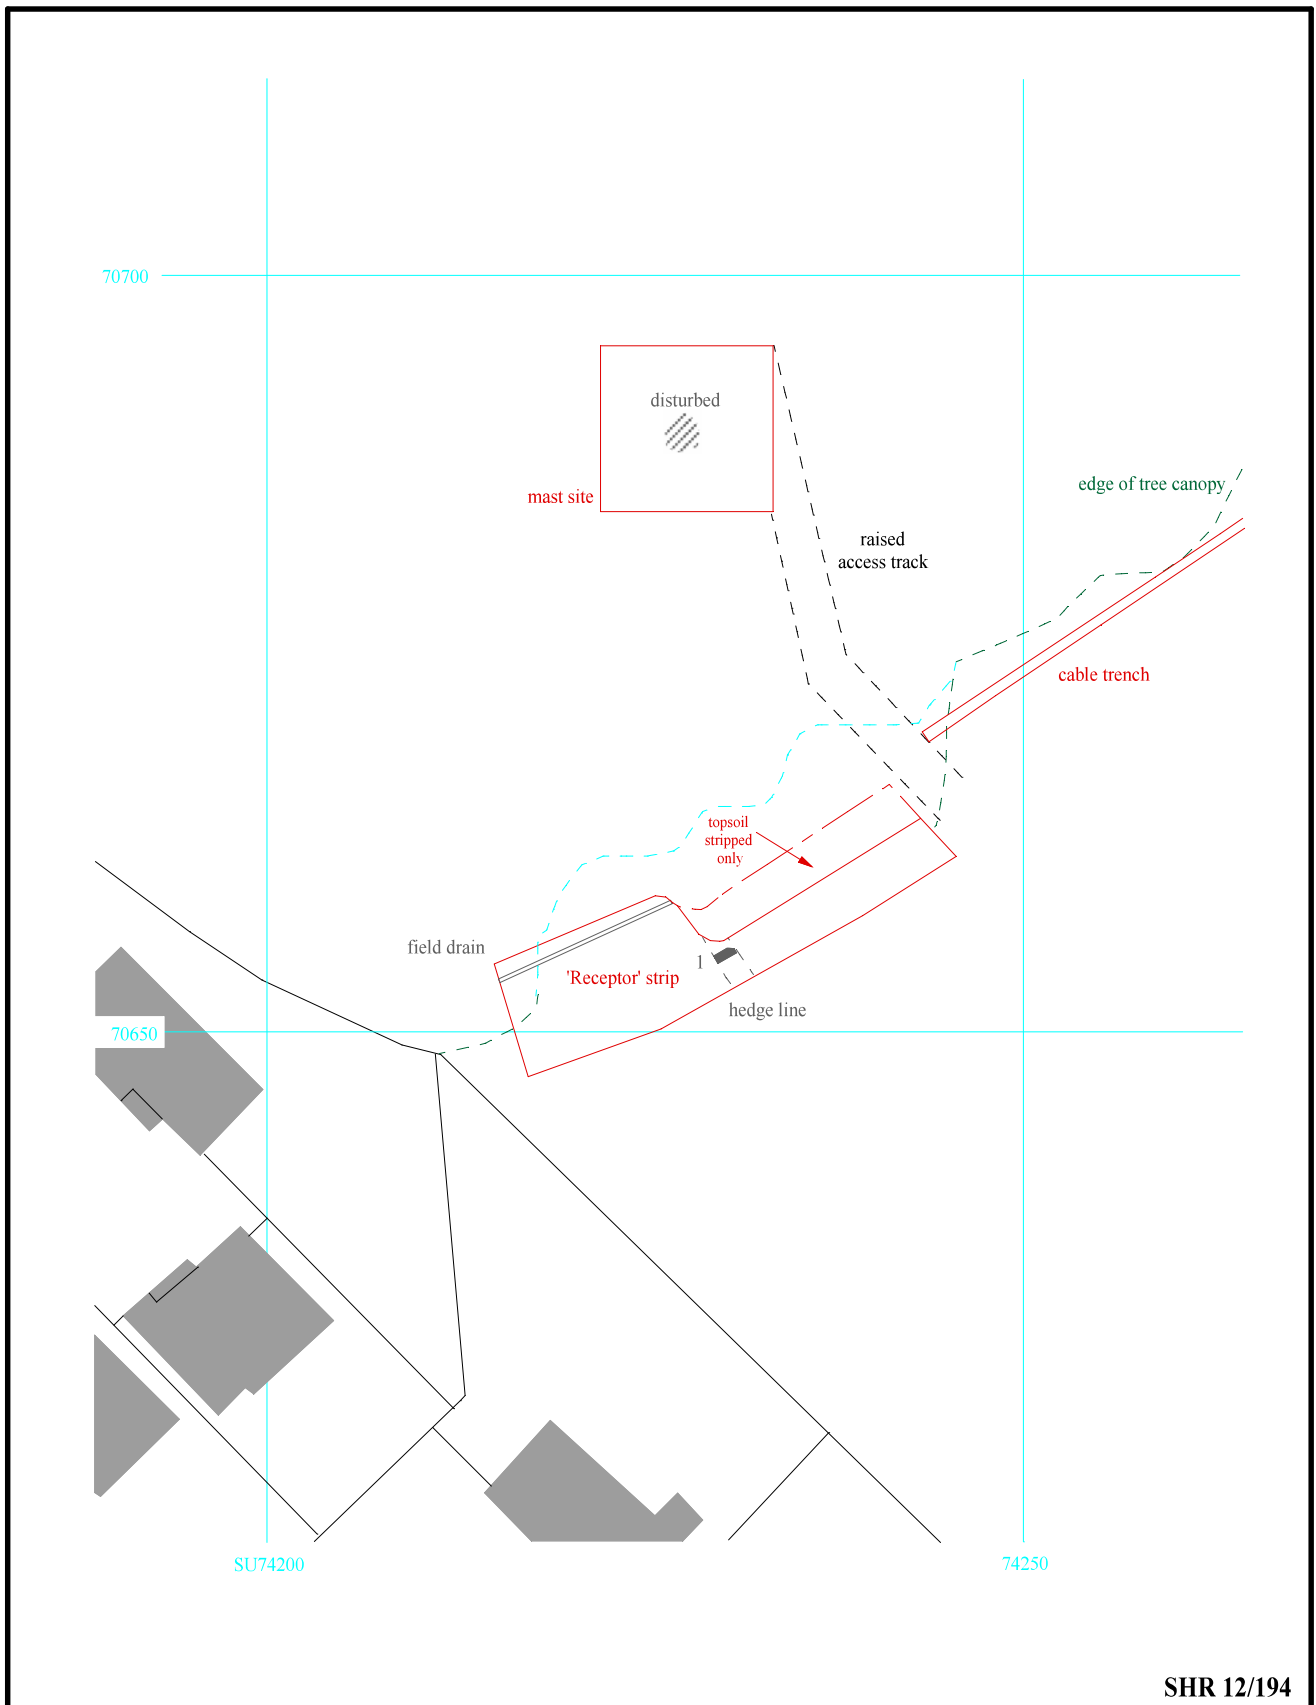 70700
disturbed
mast site
edge of tree canopy
raised
access track
cable trench
topsoil
stripped
only
field drain
1
'Receptor' strip
hedge line
70650
SU74200
74250
SHR 12/194